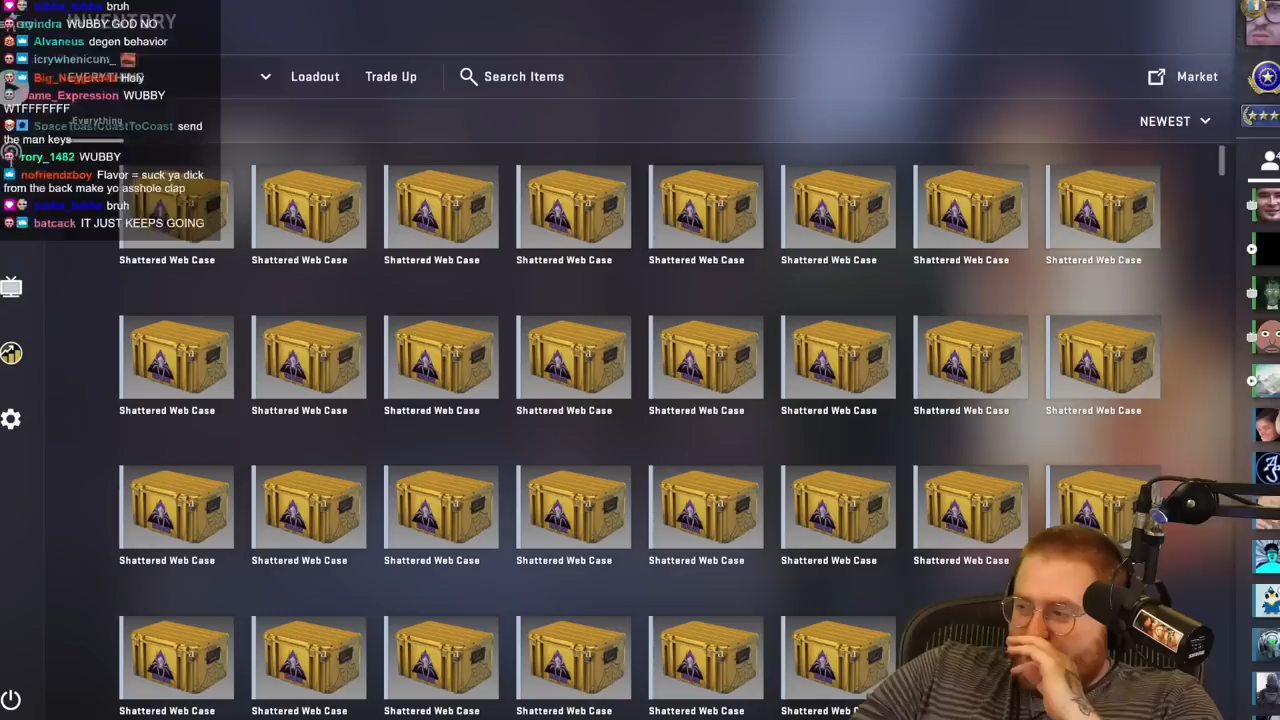 bruh
INVENTORY
WUBBY GOD NO
Alvaneus degen behavior
icrywhenicum_
EVERYTHING
Holy
ame_Expression WUBBY
WTFFFFFFF
Everything
SpaceToastCoastToCoast send
the man keys
rory_1482 WUBBY
nofriendzboy Flavor = suck ya dick
from the back make yo asshole clap
bruh
batcack IT JUST KEEPS GOING
Loadout Trade Up Search Items Market
NEWEST
Shattered Web Case Shattered Web Case Shattered Web Case Shattered Web Case Shattered Web Case Shattered Web Case Shattered Web Case Shattered Web Case
Shattered Web Case Shattered Web Case Shattered Web Case Shattered Web Case Shattered Web Case Shattered Web Case Shattered Web Case Shattered Web Case
Shattered Web Case Shattered Web Case Shattered Web Case Shattered Web Case Shattered Web Case Shattered Web Case Shattered Web Case
Shattered Web Case Shattered Web Case Shattered Web Case Shattered Web Case Shattered Web Case Shattered Web Case